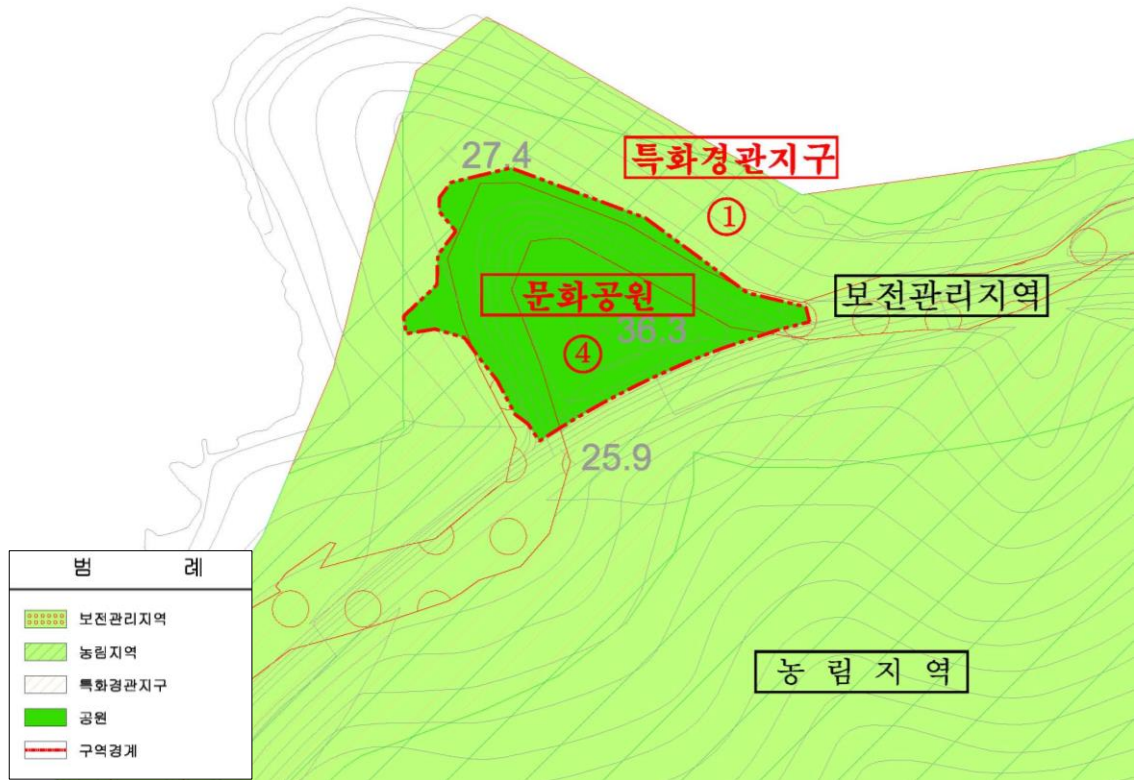 27.4
특화경관지구
①
문화공원
보전관리지역
36.3
④
25.9
범 례
보전관리지역
농림지역
특화경관지구
공원
구역경계
농 림 지 역